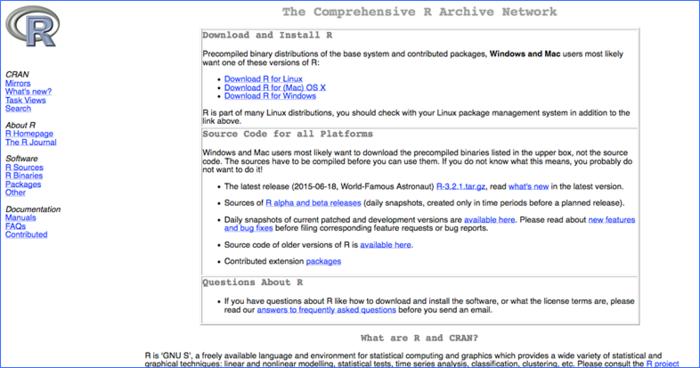 The Comprehensive R Archive Network
R
CRAN
Mirrors
What's new?
Task Views
Search
About R
R Homepage
The R Journal
Software
R Sources
R Binaries
Packages
Other
Documentation
Manuals
FAQs
Contributed
Download and Install R
Precompiled binary distributions of the base system and contributed packages, Windows and Mac users most likely
want one of these versions of R:
• Download R for Linux
• Download R for (Mac) OS X
• Download R for Windows
R is part of many Linux distributions, you should check with your Linux package management system in addition to the
link above.
Source Code for all Platforms
Windows and Mac users most likely want to download the precompiled binaries listed in the upper box, not the source
code. The sources have to be compiled before you can use them. If you do not know what this means, you probably do
not want to do it!
• The latest release (2015-06-18, World-Famous Astronaut) R-3.2.1.tar.gz, read what's new in the latest version.
• Sources of R alpha and beta releases (daily snapshots, created only in time periods before a planned release).
• Daily snapshots of current patched and development versions are available here. Please read about new features
and bug fixes before filing corresponding feature requests or bug reports.
• Source code of older versions of R is available here.
• Contributed extension packages
Questions About R
• If you have questions about R like how to download and install the software, or what the license terms are, please
read our answers to frequently asked questions before you send an email.
What are R and CRAN?
R is 'GNU S', a freely available language and environment for statistical computing and graphics which provides a wide variety of statistical and
graphical techniques: linear and nonlinear modelling, statistical tests, time series analysis, classification, clustering, etc. Please consult the R project